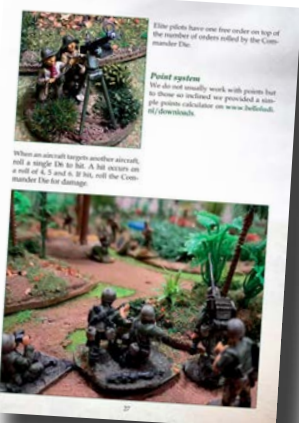 Elite pilots have one free order on top of
the number of orders rolled by the Com-
mander Die.
Point system
We do not usually work with points but
to those so inclined we provided a sim-
ple points calculator on www.belloludi.
nl/downloads.
When an aircraft targets another aircraft,
roll a single D6 to hit. A hit occurs on
a roll of 4, 5 and 6. If hit, roll the Com-
mander Die for damage.
27